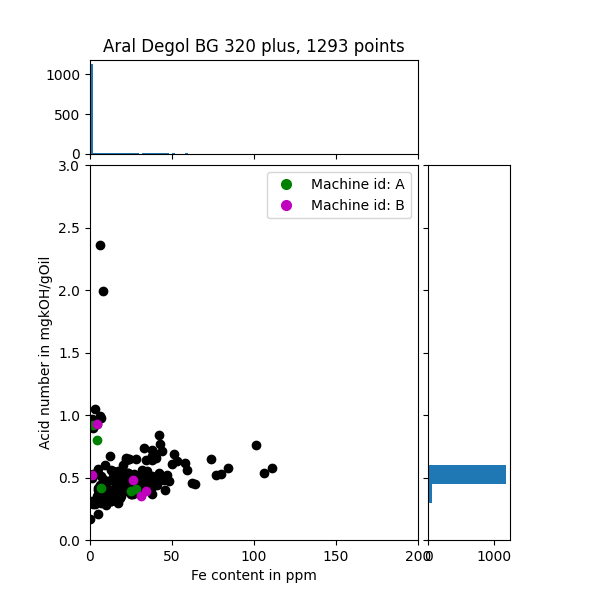 Aral Degol BG 320 plus, 1293 points
1000
500
0
3.0
2.5
2.0
1.5
1.0
0.5
0.0
Acid number in mgkOH/gOil
Machine id: A
Machine id: B
0 50 100 150 200
0 1000
Fe content in ppm